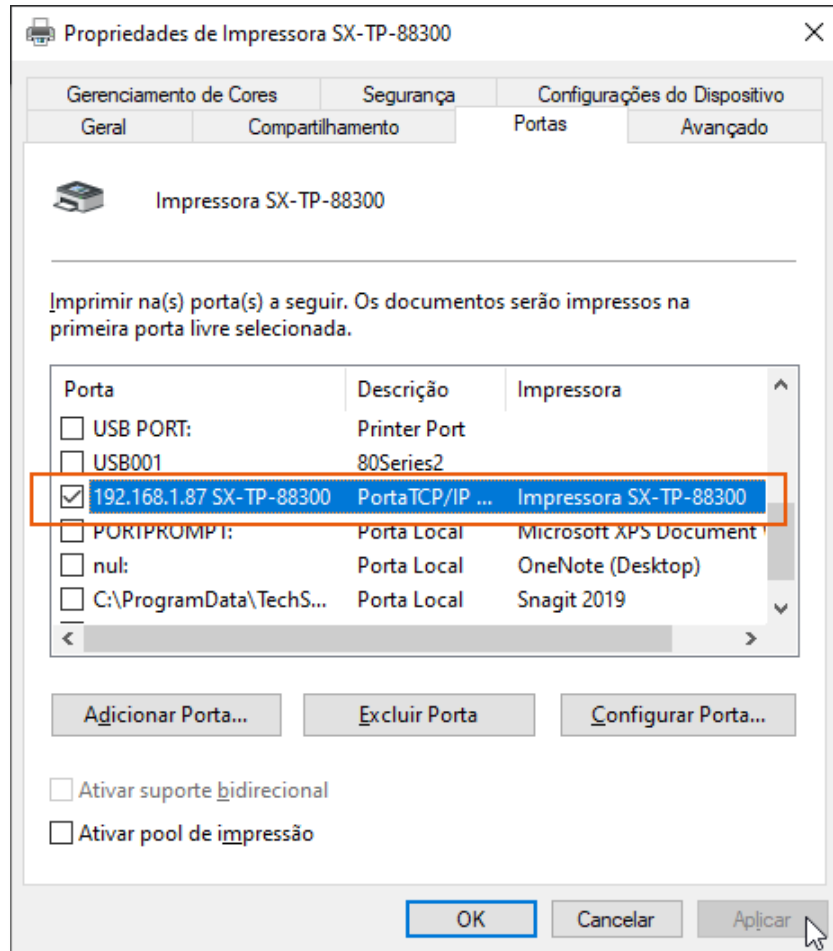 Propriedades de Impressora SX-TP-88300
Gerenciamento de Cores Segurança Configurações do Dispositivo
Geral Compartilhamento Portas Avançado
Impressora SX-TP-88300
Imprimir na(s) porta(s) a seguir. Os documentos serão impressos na
primeira porta livre selecionada.
Porta Descrição Impressora
USB PORT: Printer Port
USB001 80Series2
192.168.1.87 SX-TP-88300 PortaTCP/IP ... Impressora SX-TP-88300
PORTPROMPT: Porta Local Microsoft XPS Document
nul: Porta Local OneNote (Desktop)
C:\ProgramData\TechS... Porta Local Snagit 2019
Adicionar Porta... Excluir Porta Configurar Porta...
Ativar suporte bidirecional
Ativar pool de impressão
OK Cancelar Aplicar